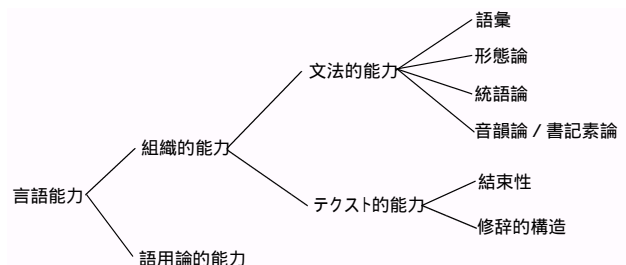 語彙
形態論
文法的能力
統語論
音韻論 / 書記素論
組織的能力
結束性
言語能力
テクスト的能力
修辞的構造
語用論的能力